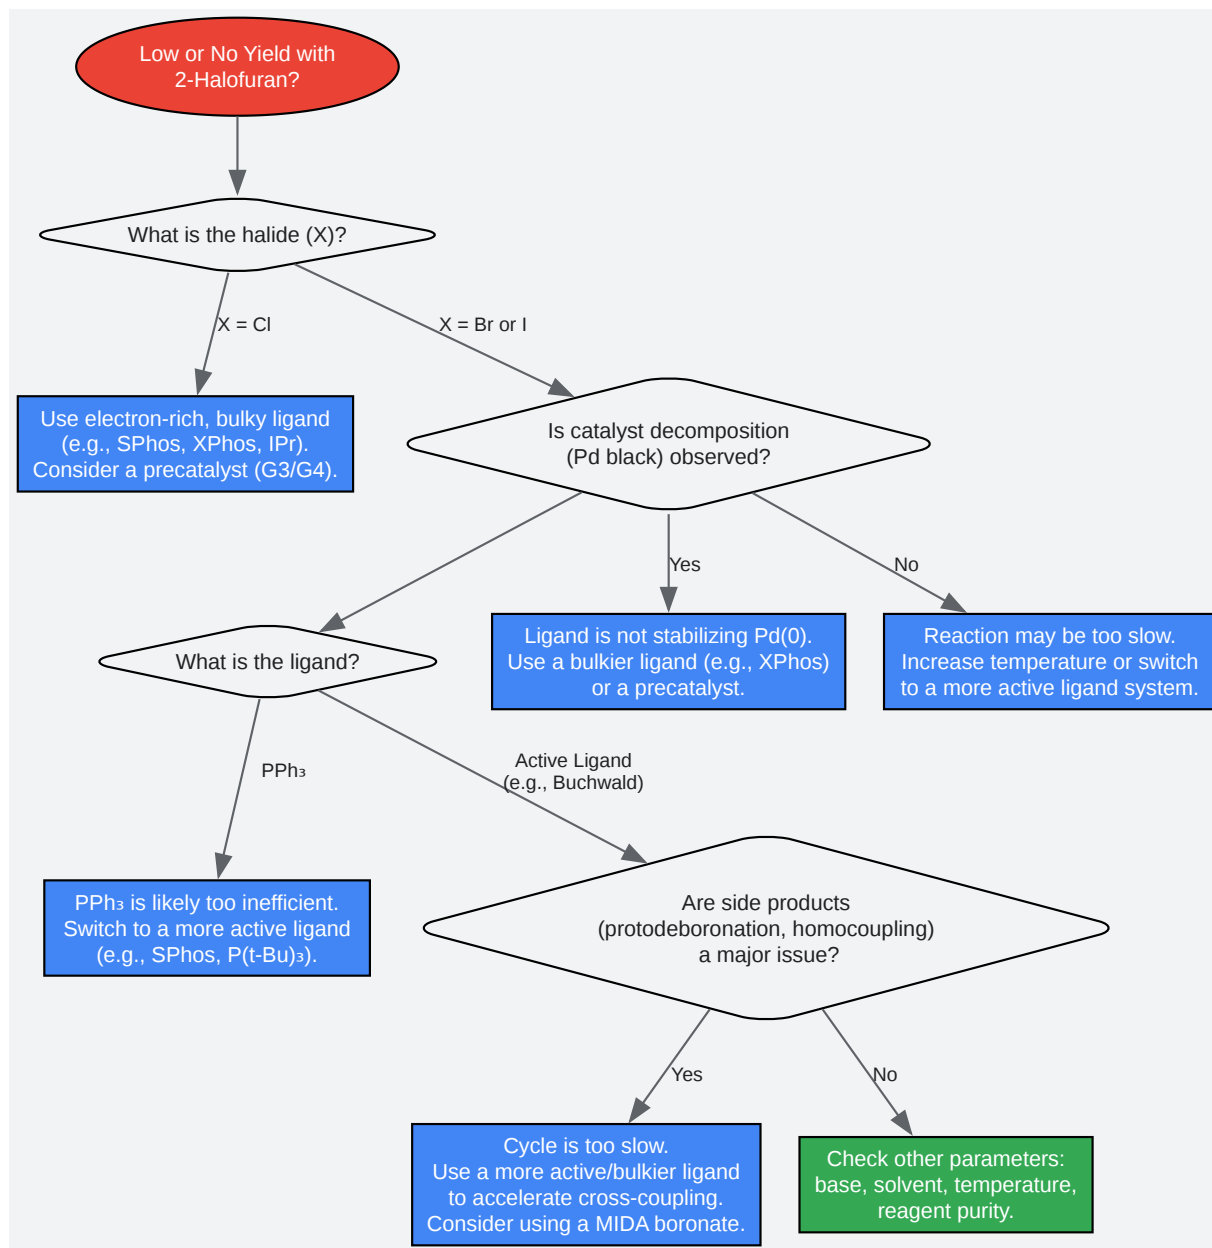 Low or No Yield with
2-Halofuran?
What is the halide (X)?
X = Cl
X = Br or I
Use electron-rich, bulky ligand
(e.g., SPhos, XPhos, IPr).
Consider a precatalyst (G3/G4).
Is catalyst decomposition
(Pd black) observed?
Yes
No
What is the ligand?
Ligand is not stabilizing Pd(0).
Use a bulkier ligand (e.g., XPhos)
or a precatalyst.
Reaction may be too slow.
Increase temperature or switch
to a more active ligand system.
PPh₃
Active Ligand
(e.g., Buchwald)
PPh₃ is likely too inefficient.
Switch to a more active ligand
(e.g., SPhos, P(t-Bu)₃).
Are side products
(protodeboronation, homocoupling)
a major issue?
Yes
No
Cycle is too slow.
Use a more active/bulkier ligand
to accelerate cross-coupling.
Consider using a MIDA boronate.
Check other parameters:
base, solvent, temperature,
reagent purity.